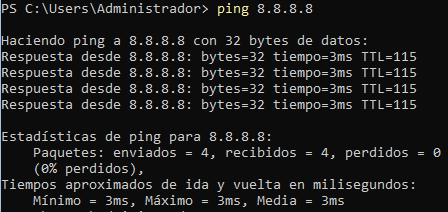 PS C:\Users\Administrador> ping 8.8.8.8
Haciendo ping a 8.8.8.8 con 32 bytes de datos:
Respuesta desde 8.8.8.8: bytes=32 tiempo=3ms TTL=115
Respuesta desde 8.8.8.8: bytes=32 tiempo=3ms TTL=115
Respuesta desde 8.8.8.8: bytes=32 tiempo=3ms TTL=115
Respuesta desde 8.8.8.8: bytes=32 tiempo=3ms TTL=115
Estadísticas de ping para 8.8.8.8:
Paquetes: enviados = 4, recibidos = 4, perdidos = 0
(0% perdidos),
Tiempos aproximados de ida y vuelta en milisegundos:
Mínimo = 3ms, Máximo = 3ms, Media = 3ms